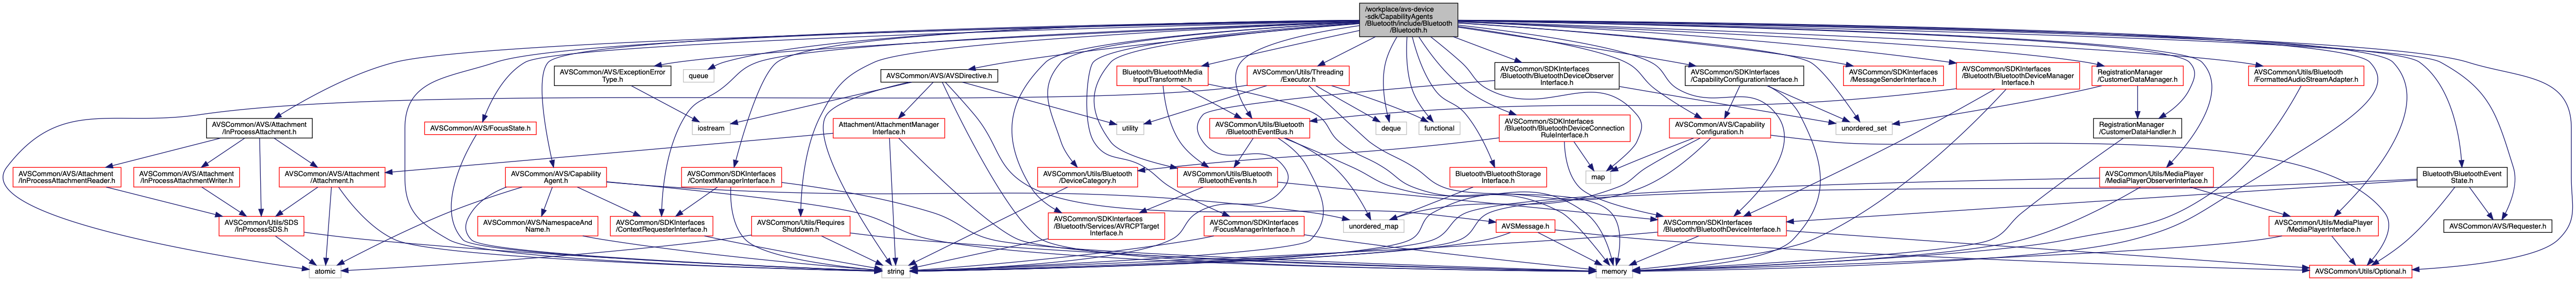 /workplace/avs-device
-sdk/CapabilityAgents
/Bluetooth/include/Bluetooth
/Bluetooth.h
AVSCommon/AVS/ExceptionError
Type.h
queue
AVSCommon/AVS/AVSDirective.h
Bluetooth/BluetoothMedia
InputTransformer.h
AVSCommon/Utils/Threading
/Executor.h
AVSCommon/SDKInterfaces
/Bluetooth/BluetoothDeviceObserver
Interface.h
AVSCommon/SDKInterfaces
/CapabilityConfigurationInterface.h
AVSCommon/SDKInterfaces
/MessageSenderInterface.h
AVSCommon/SDKInterfaces
/Bluetooth/BluetoothDeviceManager
Interface.h
RegistrationManager
/CustomerDataManager.h
AVSCommon/Utils/Bluetooth
/FormattedAudioStreamAdapter.h
AVSCommon/AVS/Attachment
/InProcessAttachment.h
AVSCommon/AVS/FocusState.h
iostream
Attachment/AttachmentManager
Interface.h
utility
AVSCommon/Utils/Bluetooth
/BluetoothEventBus.h
deque
functional
AVSCommon/SDKInterfaces
/Bluetooth/BluetoothDeviceConnection
RuleInterface.h
AVSCommon/AVS/Capability
Configuration.h
unordered_set
RegistrationManager
/CustomerDataHandler.h
AVSCommon/AVS/Attachment
/InProcessAttachmentReader.h
AVSCommon/AVS/Attachment
/InProcessAttachmentWriter.h
AVSCommon/AVS/Attachment
/Attachment.h
AVSCommon/AVS/Capability
Agent.h
AVSCommon/SDKInterfaces
/ContextManagerInterface.h
AVSCommon/Utils/Bluetooth
/DeviceCategory.h
AVSCommon/Utils/Bluetooth
/BluetoothEvents.h
Bluetooth/BluetoothStorage
Interface.h
map
AVSCommon/Utils/MediaPlayer
/MediaPlayerObserverInterface.h
Bluetooth/BluetoothEvent
State.h
AVSCommon/Utils/SDS
/InProcessSDS.h
AVSCommon/AVS/NamespaceAnd
Name.h
AVSCommon/SDKInterfaces
/ContextRequesterInterface.h
AVSCommon/Utils/Requires
Shutdown.h
AVSCommon/SDKInterfaces
/Bluetooth/Services/AVRCPTarget
Interface.h
AVSCommon/SDKInterfaces
/FocusManagerInterface.h
unordered_map
AVSMessage.h
AVSCommon/SDKInterfaces
/Bluetooth/BluetoothDeviceInterface.h
AVSCommon/Utils/MediaPlayer
/MediaPlayerInterface.h
AVSCommon/AVS/Requester.h
atomic
string
memory
AVSCommon/Utils/Optional.h